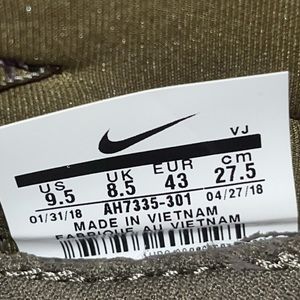 VJ
US UK EUR cm
9.5 8.5 43 27.5
01/31/18 AH7335-301 04/27/18
MADE IN VIETNAM
FABRIQUE AU VIETNAM